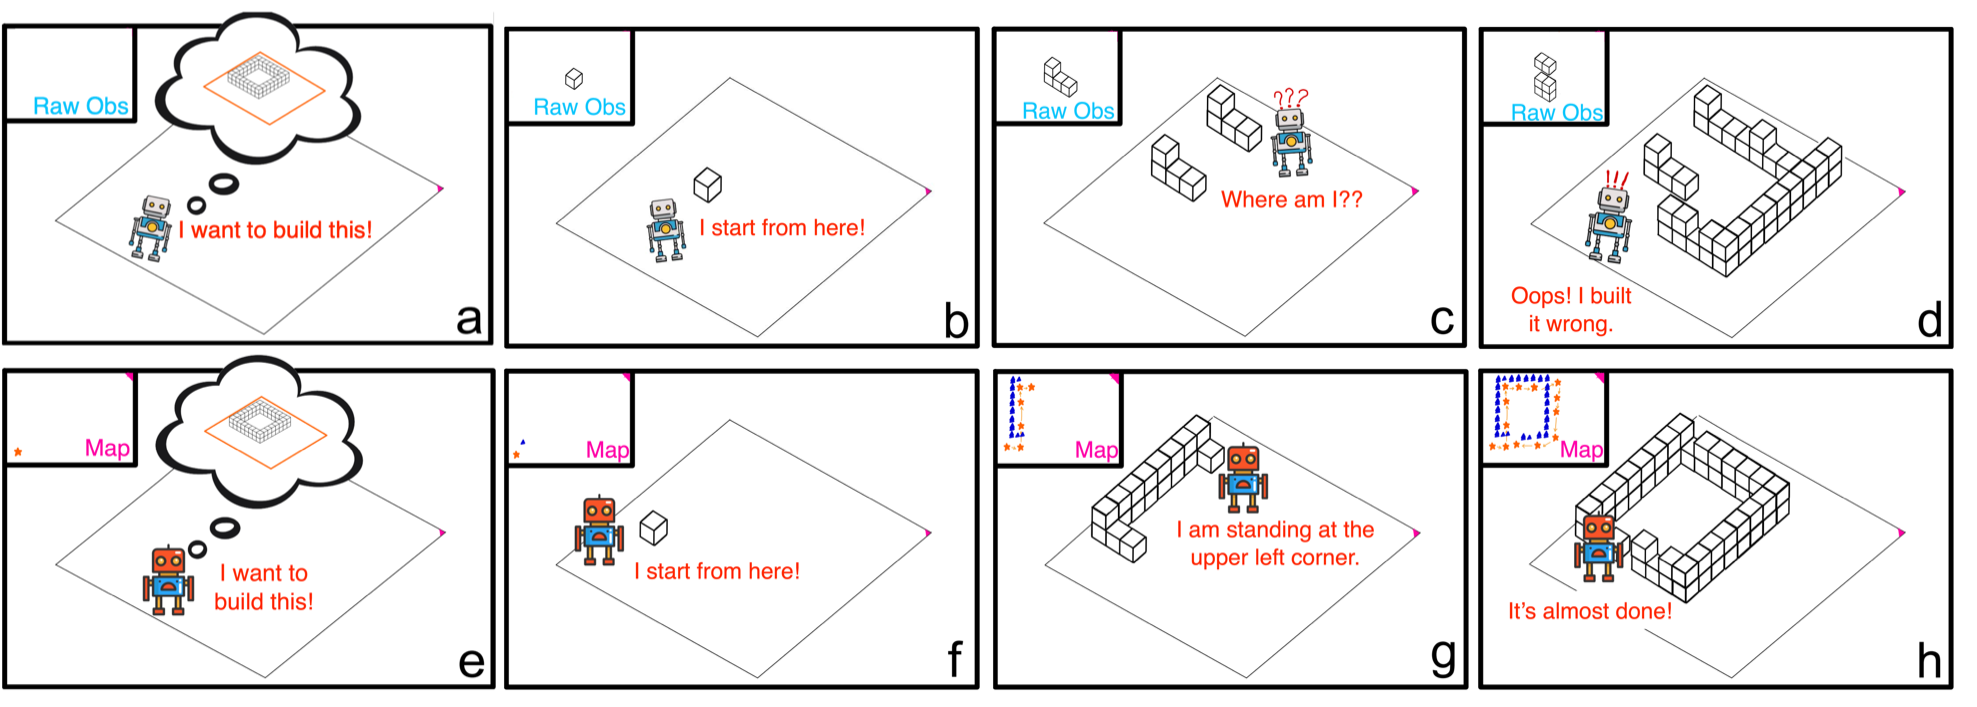 Raw Obs
I want to build this!
a
Raw Obs
I start from here!
b
Raw Obs
???
Where am I??
c
Raw Obs
!!!
Oops! I built
it wrong.
d
Map
I want to
build this!
e
Map
I start from here!
f
Map
I am standing at the
upper left corner.
g
Map
It's almost done!
h